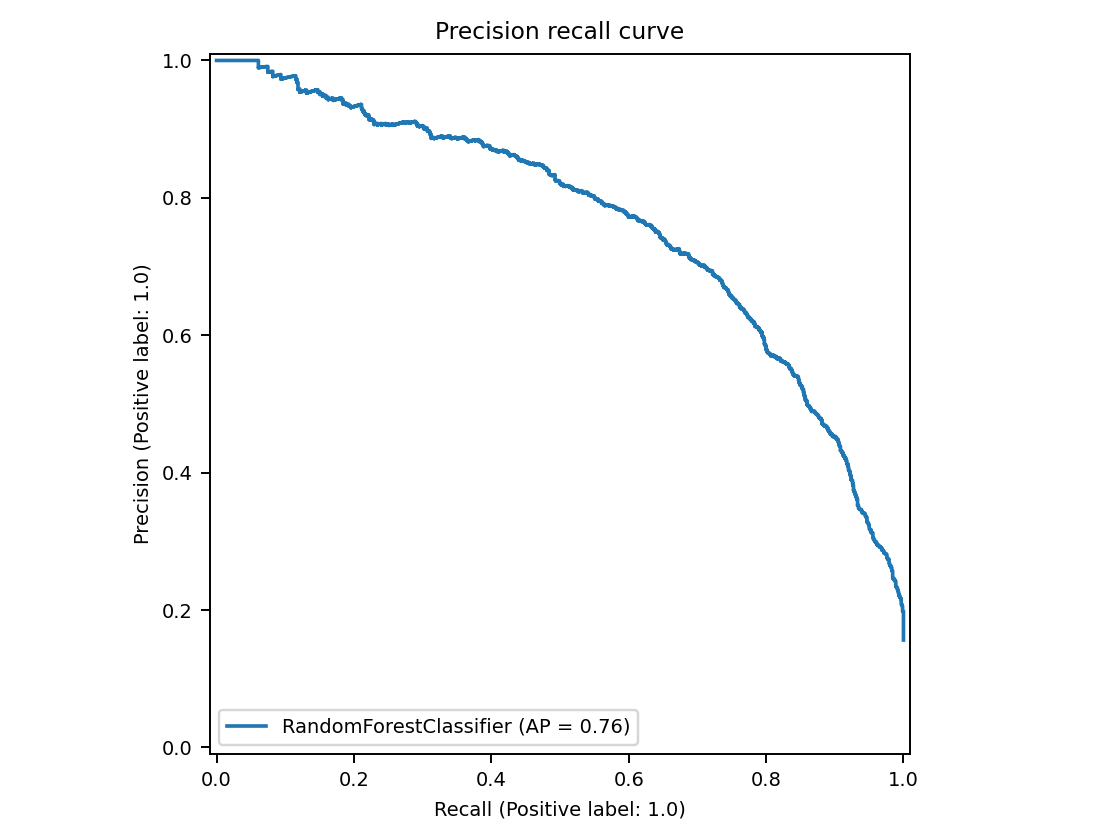 Precision recall curve
1.0
0.8
0.6
0.4
0.2
0.0
Precision (Positive label: 1.0)
RandomForestClassifier (AP = 0.76)
0.0 0.2 0.4 0.6 0.8 1.0
Recall (Positive label: 1.0)